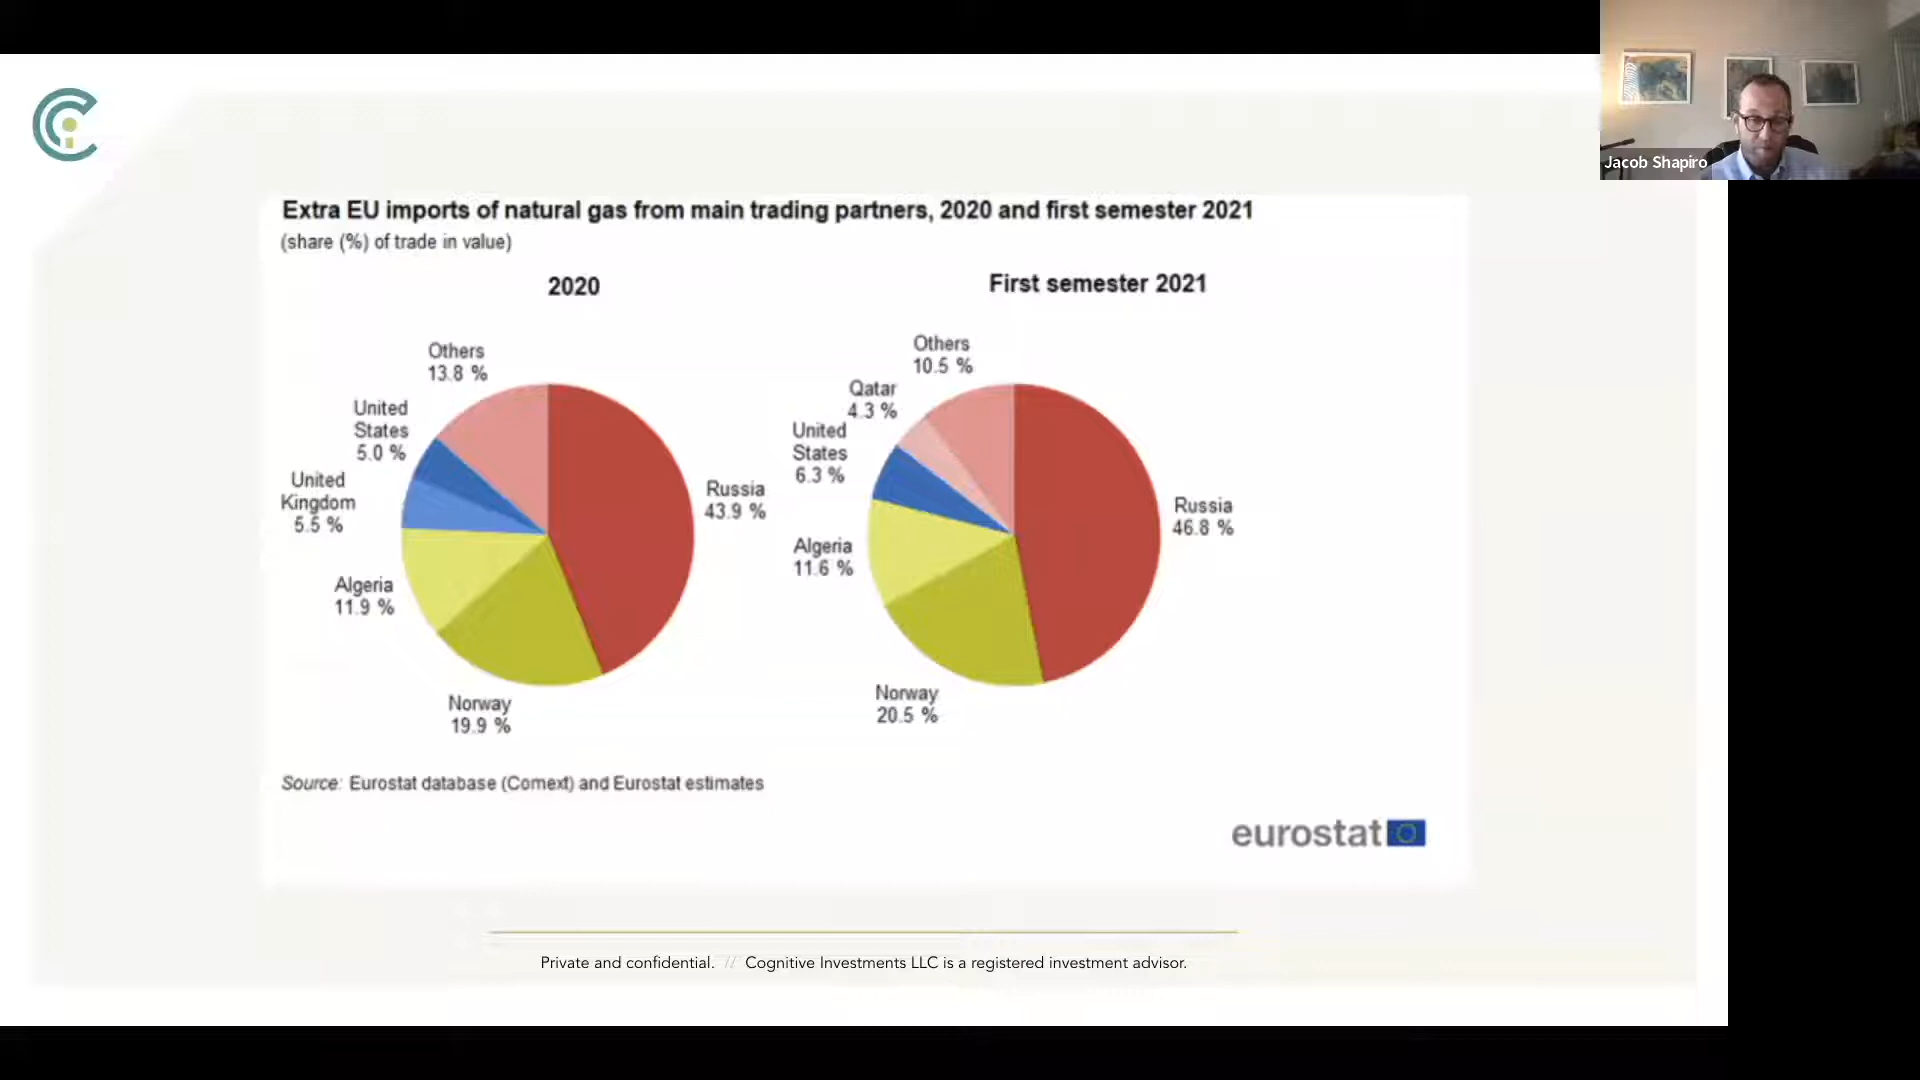 Jacob Shapiro
Extra EU imports of natural gas from main trading partners, 2020 and first semester 2021
(share (%) of trade in value)
2020
Others
13.8 %
United
States
5.0 %
United
Kingdom
5.5 %
Algeria
11.9 %
Norway
19.9 %
Russia
43.9 %
First semester 2021
Others
10.5 %
Qatar
4.3 %
United
States
6.3 %
Algeria
11.6 %
Norway
20.5 %
Russia
46.8 %
Source: Eurostat database (Comext) and Eurostat estimates
eurostat
Private and confidential. // Cognitive Investments LLC is a registered investment advisor.